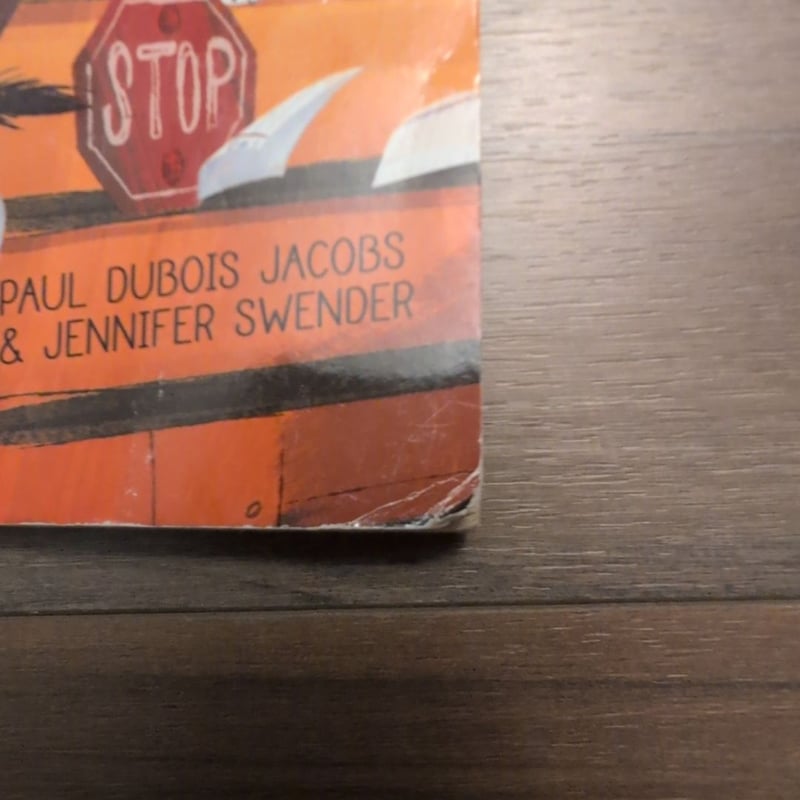 STOP
PAUL DUBOIS JACOBS
& JENNIFER SWENDER